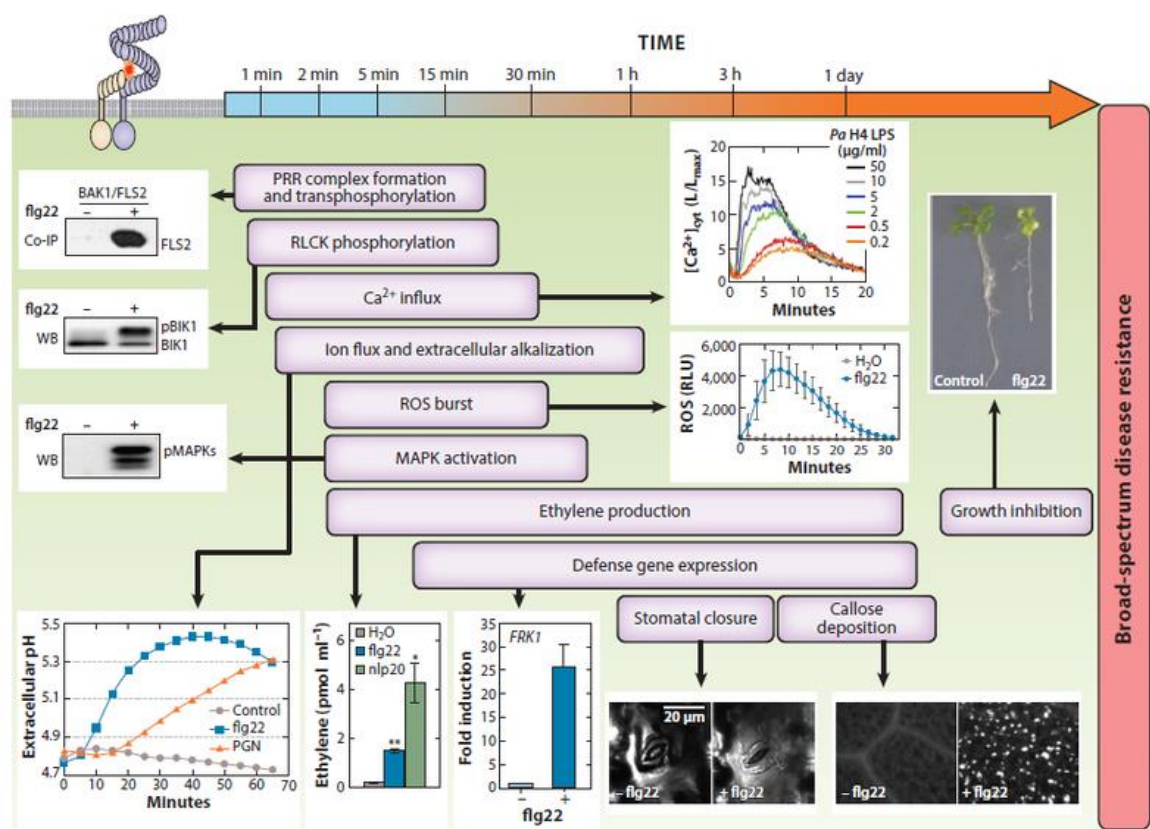 TIME
1 min 2 min 5 min 15 min 30 min 1 h 3 h 1 day
PRR complex formation
and transphosphorylation
RLCK phosphorylation
Ca²⁺ influx
Ion flux and extracellular alkalization
ROS burst
MAPK activation
Ethylene production
Defense gene expression
Stomatal closure
Callose
deposition
Growth inhibition
Broad-spectrum disease resistance
BAK1/FLS2
flg22 – +
Co-IP
FLS2
flg22 – +
WB
pBIK1
BIK1
flg22 – +
WB
pMAPKs
Pa H4 LPS
(μg/ml)
50
10
5
2
0.5
0.2
[Ca²⁺]cyt (L/Lmax)
20
15
10
5
0
0 5 10 15 20
Minutes
ROS (RLU)
6,000
4,000
2,000
H₂O
flg22
0 5 10 15 20 25 30
Minutes
Control flg22
Extracellular pH
5.5
5.3
5.1
4.9
4.7
Control
flg22
PGN
0 10 20 30 40 50 60 70
Minutes
Ethylene (pmol ml⁻¹)
6
4
2
0
H₂O
flg22
nlp20
*
**
Fold induction
35
30
25
20
15
10
5
0
FRK1
– +
flg22
20 μm
– flg22 + flg22
– flg22 + flg22